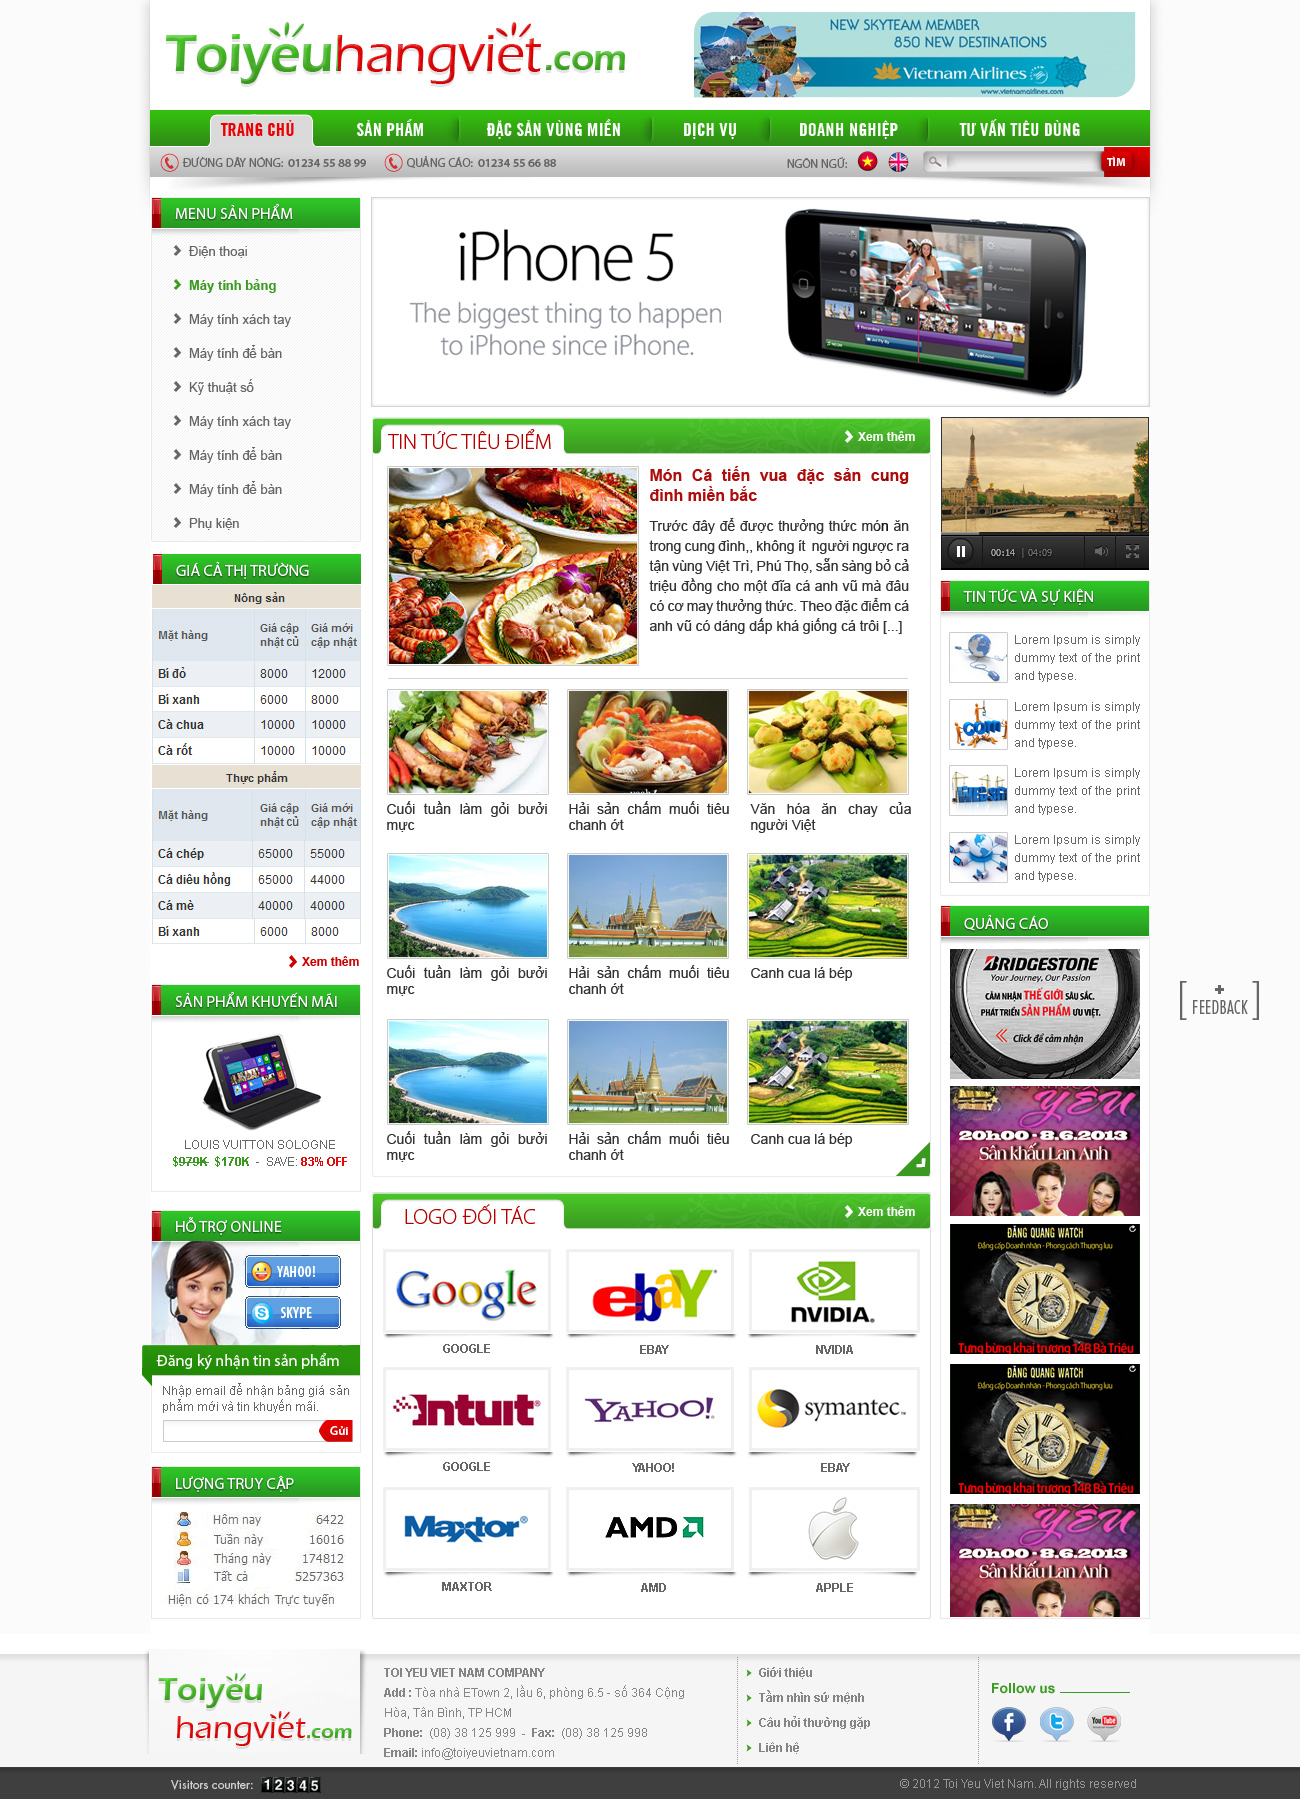 Toiyêuhangviêt.com
NEW SKYTEAM MEMBER
850 NEW DESTINATIONS
Vietnam Airlines
www.vietnamairlines.com
TRANG CHỦ
SẢN PHẨM
ĐẶC SẢN VÙNG MIỀN
DỊCH VỤ
DOANH NGHIỆP
TƯ VẤN TIÊU DÙNG
ĐƯỜNG DÂY NÓNG: 01234 55 88 99
QUẢNG CÁO: 01234 55 66 88
NGÔN NGỮ:
TÌM
MENU SẢN PHẨM
Điện thoại
Máy tính bảng
Máy tính xách tay
Máy tính để bàn
Kỹ thuật số
Máy tính xách tay
Máy tính để bàn
Máy tính để bàn
Phụ kiện
iPhone 5
The biggest thing to happen
to iPhone since iPhone.
GIÁ CẢ THỊ TRƯỜNG
Nông sản
Mặt hàng
Giá cập nhật cũ
Giá mới cập nhật
Bí đỏ 8000 12000
Bí xanh 6000 8000
Cà chua 10000 10000
Cà rốt 10000 10000
Thực phẩm
Mặt hàng
Giá cập nhật cũ
Giá mới cập nhật
Cá chép 65000 55000
Cá diêu hồng 65000 44000
Cá mè 40000 40000
Bí xanh 6000 8000
Xem thêm
SẢN PHẨM KHUYẾN MÃI
LOUIS VUITTON SOLOGNE
$979K $170K - SAVE: 83% OFF
HỖ TRỢ ONLINE
YAHOO!
SKYPE
Đăng ký nhận tin sản phẩm
Nhập email để nhận bảng giá sản
phẩm mới và tin khuyến mãi.
Gửi
LƯỢNG TRUY CẬP
Hôm nay 6422
Tuần này 16016
Tháng này 174812
Tất cả 5257363
Hiện có 174 khách Trực tuyến
TIN TỨC TIÊU ĐIỂM
Xem thêm
Món Cá tiến vua đặc sản cung
đình miền bắc
Trước đây để được thưởng thức món ăn
trong cung đình,, không ít người ngược ra
tận vùng Việt Trì, Phú Thọ, sẵn sàng bỏ cả
triệu đồng cho một đĩa cá anh vũ mà đâu
có cơ may thưởng thức. Theo đặc điểm cá
anh vũ có dáng dấp khá giống cá trôi [...]
Cuối tuần làm gỏi bưởi
mực
Hải sản chấm muối tiêu
chanh ớt
Văn hóa ăn chay của
người Việt
Cuối tuần làm gỏi bưởi
mực
Hải sản chấm muối tiêu
chanh ớt
Canh cua lá bép
Cuối tuần làm gỏi bưởi
mực
Hải sản chấm muối tiêu
chanh ớt
Canh cua lá bép
LOGO ĐỐI TÁC
Xem thêm
Google
ebaY
NVIDIA.
GOOGLE
EBAY
NVIDIA
intuit
YAHOO!
symantec.
GOOGLE
YAHOO!
EBAY
Maxtor
AMD
MAXTOR
AMD
APPLE
00:14 | 04:09
TIN TỨC VÀ SỰ KIỆN
Lorem Ipsum is simply
dummy text of the print
and typese.
Lorem Ipsum is simply
dummy text of the print
and typese.
Lorem Ipsum is simply
dummy text of the print
and typese.
Lorem Ipsum is simply
dummy text of the print
and typese.
QUẢNG CÁO
BRIDGESTONE
Your Journey, Our Passion
CẢM NHẬN THẾ GIỚI SÂU SẮC.
PHÁT TRIỂN SẢN PHẨM ƯU VIỆT.
Click để cảm nhận
YÊU
20h00 - 8.6.2013
Sân khấu Lan Anh
ĐĂNG QUANG WATCH
Đẳng cấp Doanh nhân - Phong cách Thượng lưu
Tưng bừng khai trương 14B Bà Triệu
ĐĂNG QUANG WATCH
Đẳng cấp Doanh nhân - Phong cách Thượng lưu
Tưng bừng khai trương 14B Bà Triệu
YÊU
20h00 - 8.6.2013
Sân khấu Lan Anh
+
[ FEEDBACK ]
Toiyêu
hangviêt.com
TOI YEU VIET NAM COMPANY
Add : Tòa nhà ETown 2, lầu 6, phòng 6.5 - số 364 Cộng
Hòa, Tân Bình, TP HCM
Phone: (08) 38 125 999 - Fax: (08) 38 125 998
Email: info@toiyeuvietnam.com
Giới thiệu
Tầm nhìn sứ mệnh
Câu hỏi thường gặp
Liên hệ
Follow us
You Tube
Visitors counter: 12345
© 2012 Toi Yeu Viet Nam. All rights reserved